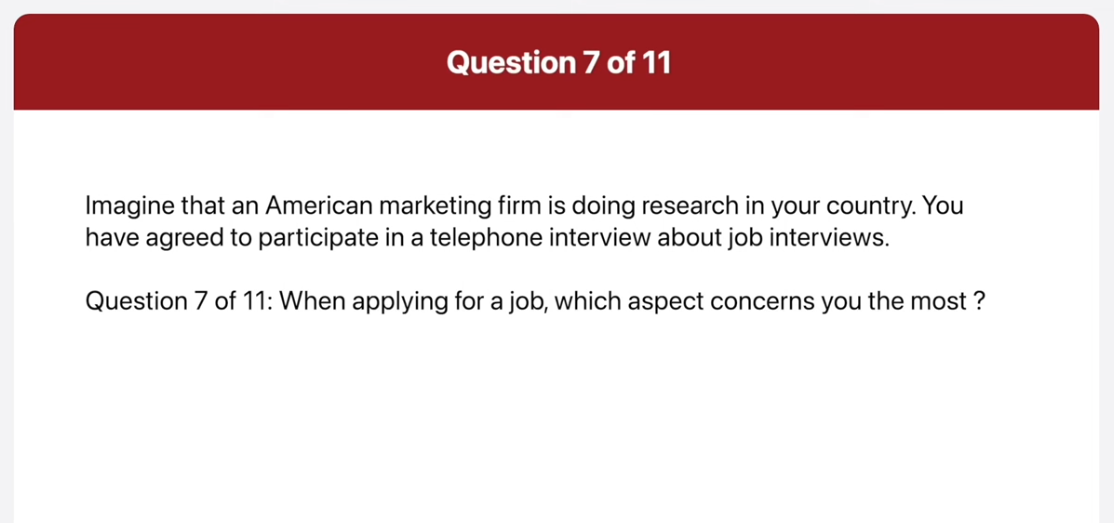 Question 7 of 11
Imagine that an American marketing firm is doing research in your country. You
have agreed to participate in a telephone interview about job interviews.
Question 7 of 11: When applying for a job, which aspect concerns you the most ?